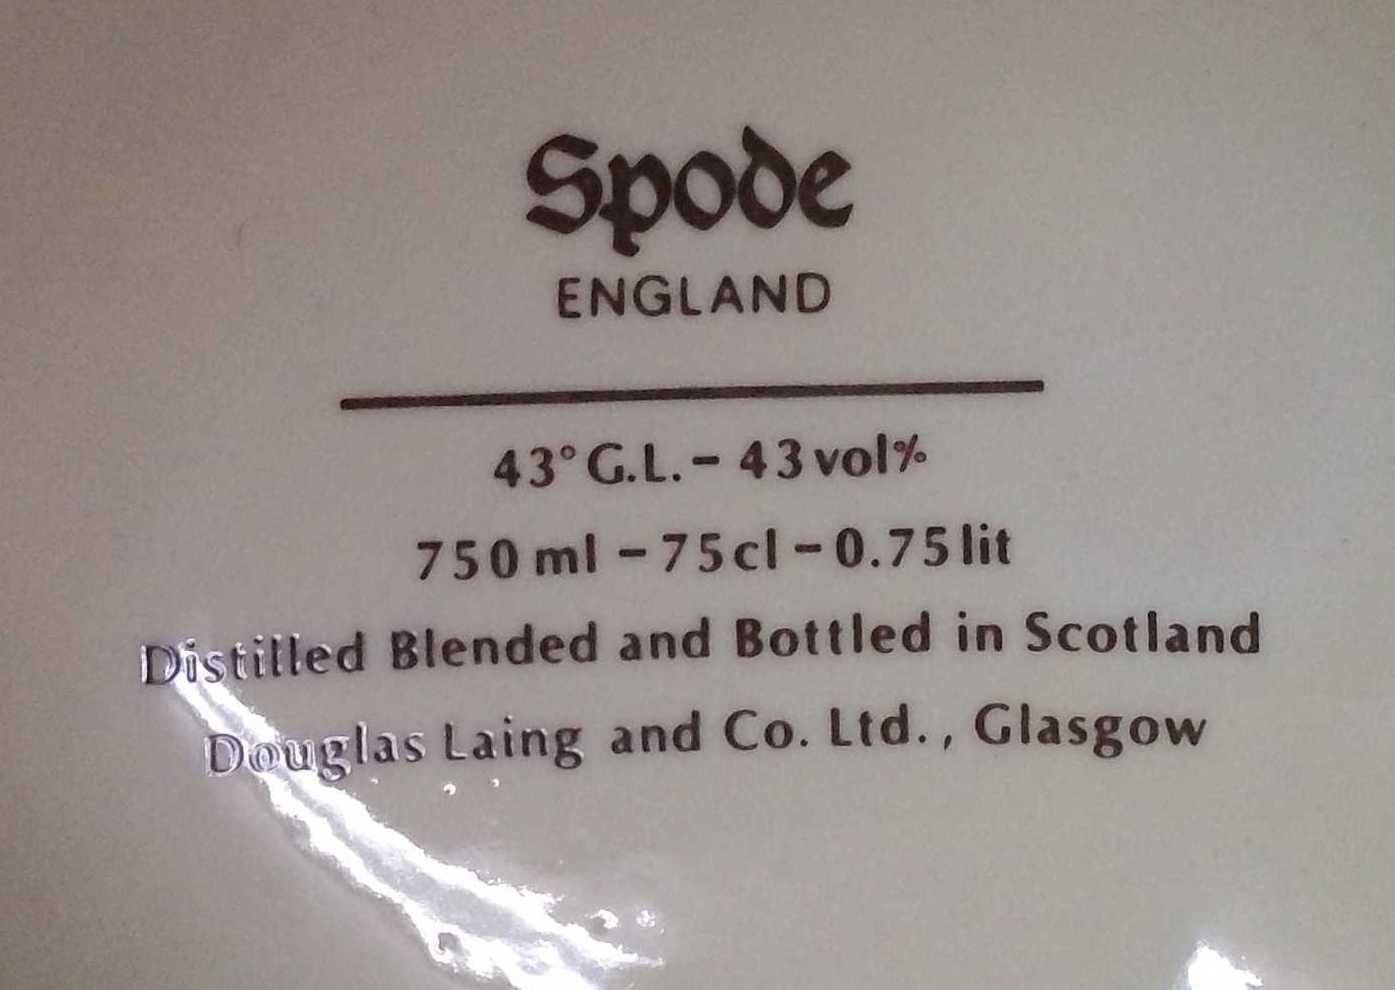 Spode
ENGLAND
43° G.L. – 43 vol%
750 ml – 75 cl – 0.75 lit
Distilled Blended and Bottled in Scotland
Douglas Laing and Co. Ltd., Glasgow